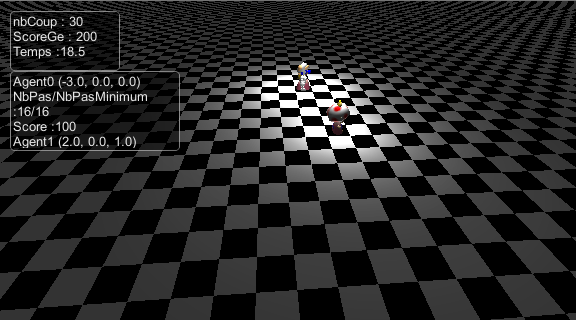 nbCoup : 30
ScoreGe : 200
Temps :18.5
Agent0 (-3.0, 0.0, 0.0)
NbPas/NbPasMinimum
:16/16
Score :100
Agent1 (2.0, 0.0, 1.0)